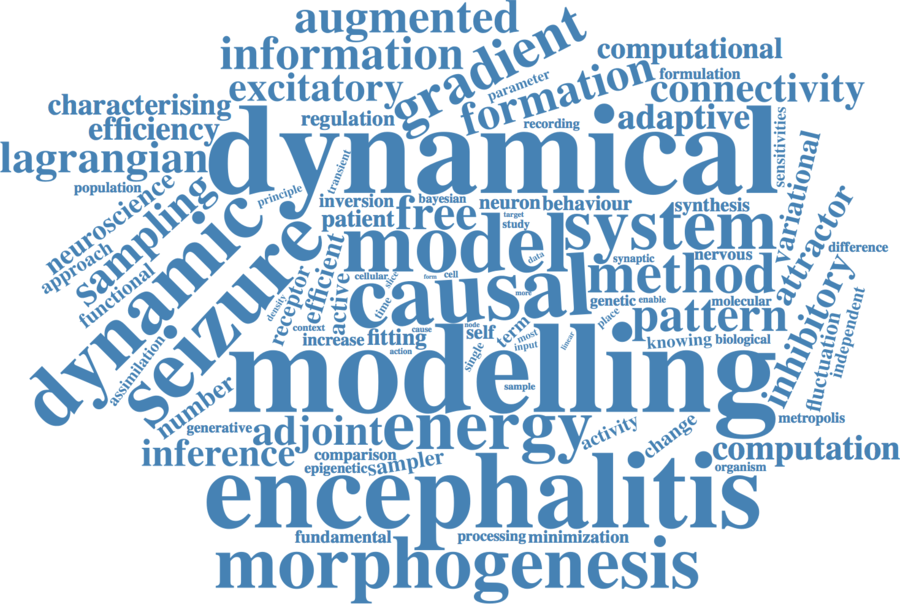 augmented
information
gradient
computational
excitatory
parameter
formation
formulation
connectivity
characterising
efficiency
regulation
recording
adaptive
dynamical
sensitivities
lagrangian
population
neuroscience
approach
sampling
functional
principle
transient
inversion
bayesian
neuron
behaviour
synthesis
variational
attractor
difference
dynamic
seizure
patient
free
target
study
system
model
data
synaptic
nervous
method
receptor
efficient
active
cellular
slice
form
cell
causal
more
time
density
context
genetic
enable
molecular
pattern
place
inhibitory
fluctuation
independent
assimilation
increase
fitting
cause
action
node
self
term
most
input
linear
single
knowing
biological
modelling
sample
number
generative
adjoint
energy
activity
change
metropolis
inference
comparison
epigenetic
sampler
computation
organism
encephalitis
fundamental
processing
minimization
morphogenesis